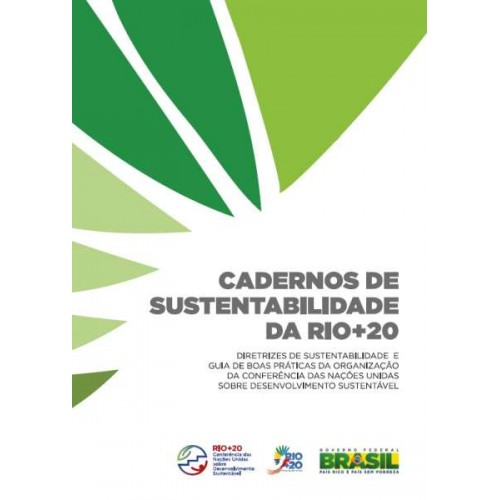 CADERNOS DE
SUSTENTABILIDADE
DA RIO+20
DIRETRIZES DE SUSTENTABILIDADE E
GUIA DE BOAS PRÁTICAS DA ORGANIZAÇÃO
DA CONFERÊNCIA DAS NAÇÕES UNIDAS
SOBRE DESENVOLVIMENTO SUSTENTÁVEL
RIO+20
Conferência das
Nações Unidas
sobre
Desenvolvimento
Sustentável
RIO
+20
GOVERNO FEDERAL
BRASIL
PAÍS RICO É PAÍS SEM POBREZA